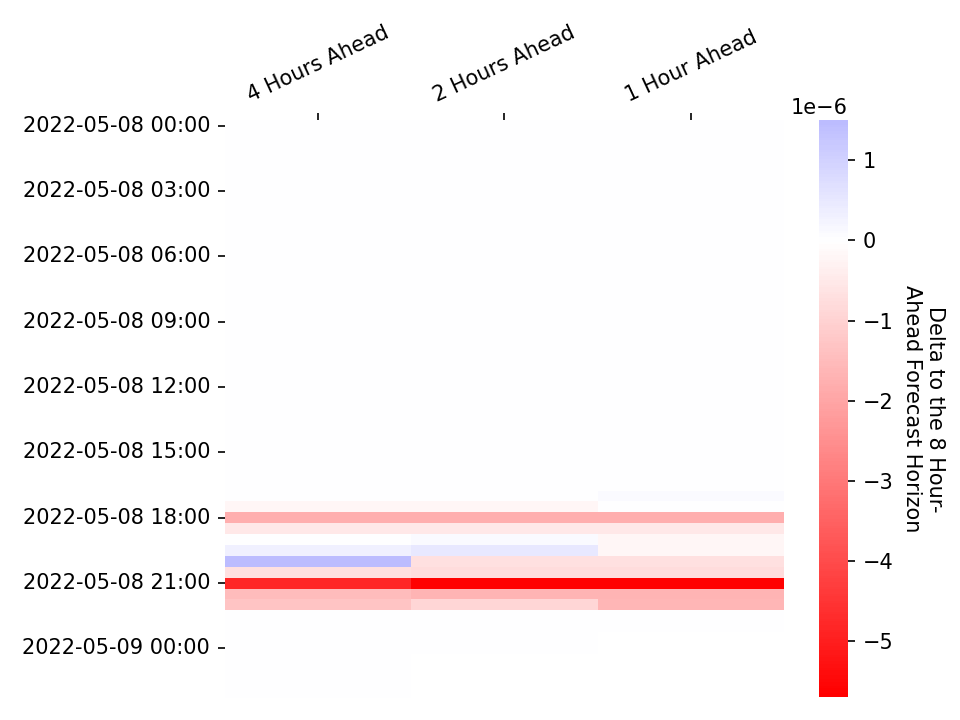 4 Hours Ahead
2 Hours Ahead
1 Hour Ahead
1e−6
2022-05-08 00:00
2022-05-08 03:00
2022-05-08 06:00
2022-05-08 09:00
2022-05-08 12:00
2022-05-08 15:00
2022-05-08 18:00
2022-05-08 21:00
2022-05-09 00:00
1
0
−1
−2
−3
−4
−5
Delta to the 8 Hour-
Ahead Forecast Horizon